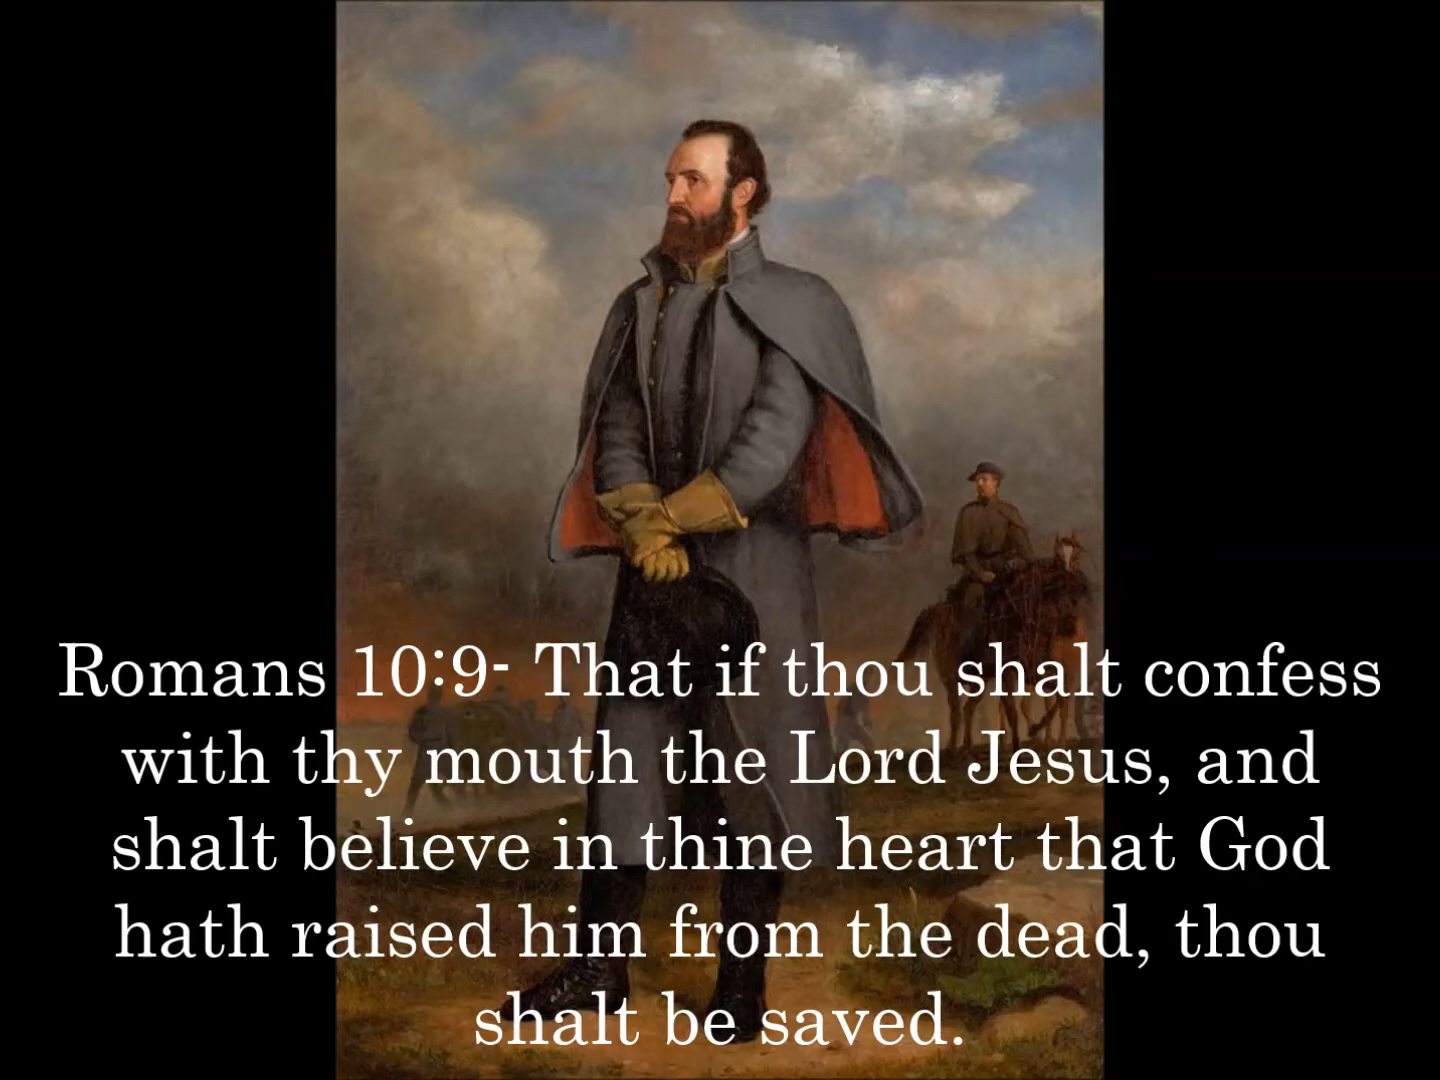 Romans 10:9- That if thou shalt confess
with thy mouth the Lord Jesus, and
shalt believe in thine heart that God
hath raised him from the dead, thou
shalt be saved.